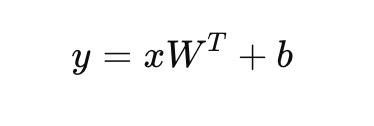 y = xW^T + b